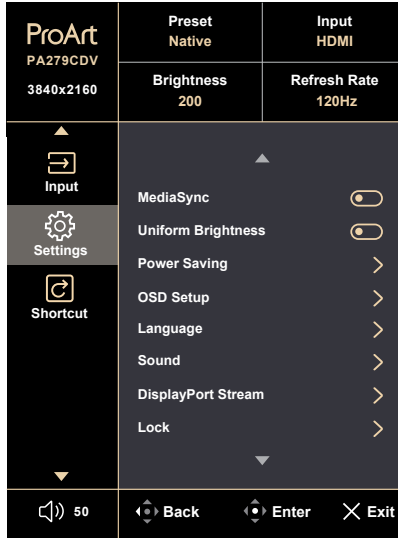 ProArt
PA279CDV
3840x2160
Preset
Native
Input
HDMI
Brightness
200
Refresh Rate
120Hz
Input
Settings
Shortcut
MediaSync
Uniform Brightness
Power Saving
OSD Setup
Language
Sound
DisplayPort Stream
Lock
50
Back
Enter
Exit